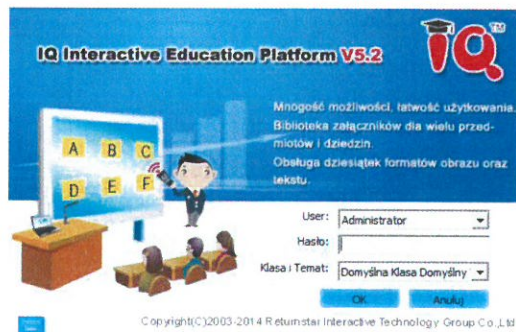 IQ Interactive Education Platform V5.2
IQ™
Mnogość możliwości, łatwość użytkowania.
Biblioteka załączników dla wielu przed-
miotów i dziedzin.
Obsługa dziesiątek formatów obrazu oraz
tekstu.
A B C
D E F
User: Administrator
Hasło:
Klasa i Temat: Domyślna Klasa Domyślny
OK Anuluj
Copyright(C)2003-2014 Returnstar Interactive Technology Group Co.,Ltd